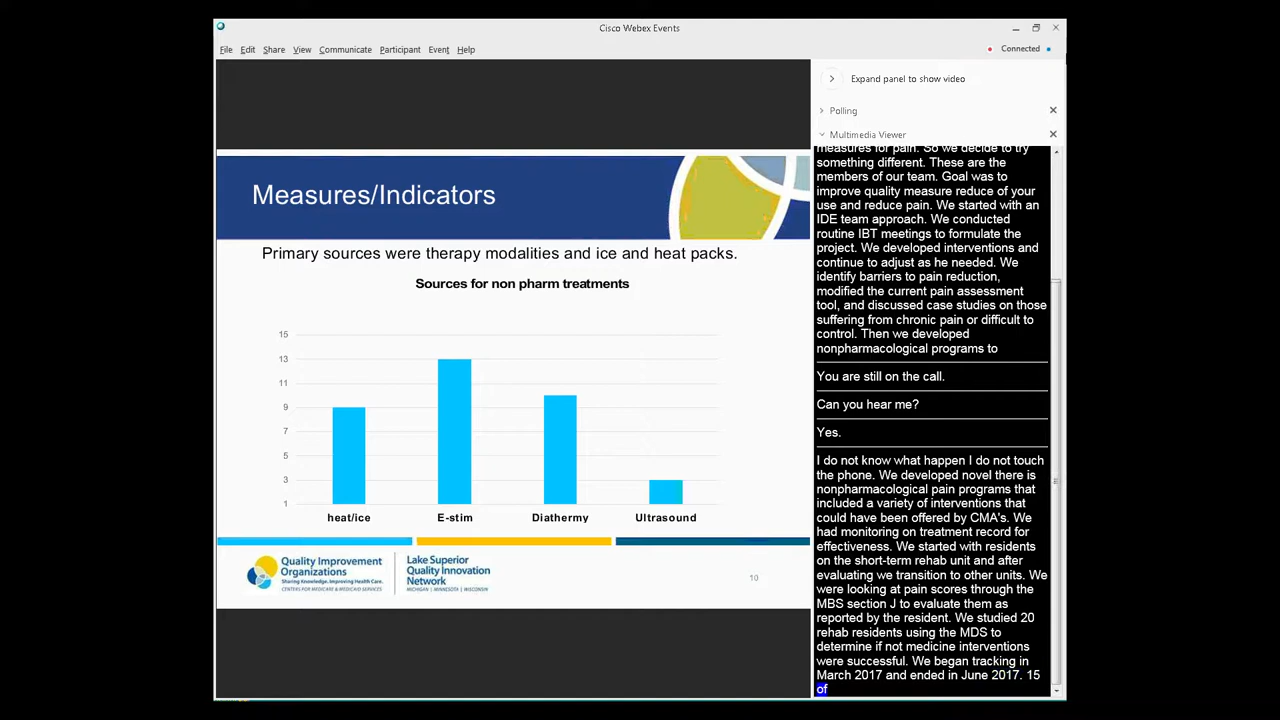 Cisco Webex Events
File Edit Share View Communicate Participant Event Help
Connected
Expand panel to show video
Polling
Multimedia Viewer
Measures/Indicators
Primary sources were therapy modalities and ice and heat packs.
Sources for non pharm treatments
15
13
11
9
7
5
3
1
heat/ice E-stim Diathermy Ultrasound
Quality Improvement
Organizations
Sharing Knowledge. Improving Health Care.
CENTERS FOR MEDICARE & MEDICAID SERVICES
Lake Superior
Quality Innovation
Network
MICHIGAN | MINNESOTA | WISCONSIN
10
measures for pain. So we decide to try
something different. These are the
members of our team. Goal was to
improve quality measure reduce of your
use and reduce pain. We started with an
IDE team approach. We conducted
routine IBT meetings to formulate the
project. We developed interventions and
continue to adjust as he needed. We
identify barriers to pain reduction,
modified the current pain assessment
tool, and discussed case studies on those
suffering from chronic pain or difficult to
control. Then we developed
nonpharmacological programs to
You are still on the call.
Can you hear me?
Yes.
I do not know what happen I do not touch
the phone. We developed novel there is
nonpharmacological pain programs that
included a variety of interventions that
could have been offered by CMA's. We
had monitoring on treatment record for
effectiveness. We started with residents
on the short-term rehab unit and after
evaluating we transition to other units. We
were looking at pain scores through the
MBS section J to evaluate them as
reported by the resident. We studied 20
rehab residents using the MDS to
determine if not medicine interventions
were successful. We began tracking in
March 2017 and ended in June 2017. 15
of